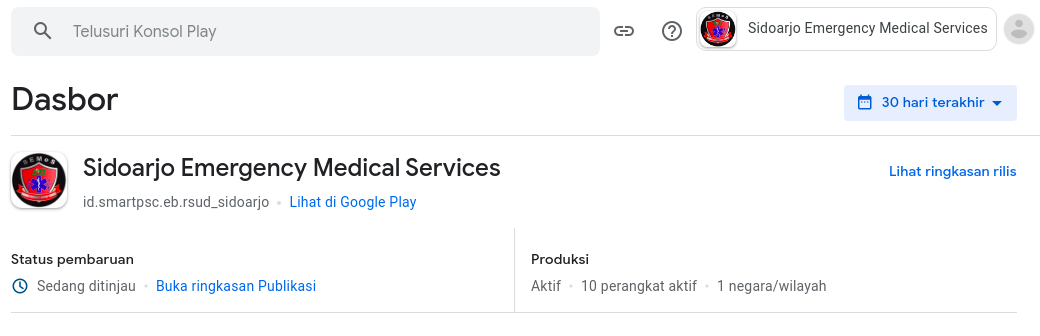 Telusuri Konsol Play
Sidoarjo Emergency Medical Services
Dasbor
30 hari terakhir
SEMeS
Sidoarjo Emergency Medical Services
Lihat ringkasan rilis
id.smartpsc.eb.rsud_sidoarjo • Lihat di Google Play
Status pembaruan
Sedang ditinjau • Buka ringkasan Publikasi
Produksi
Aktif • 10 perangkat aktif • 1 negara/wilayah